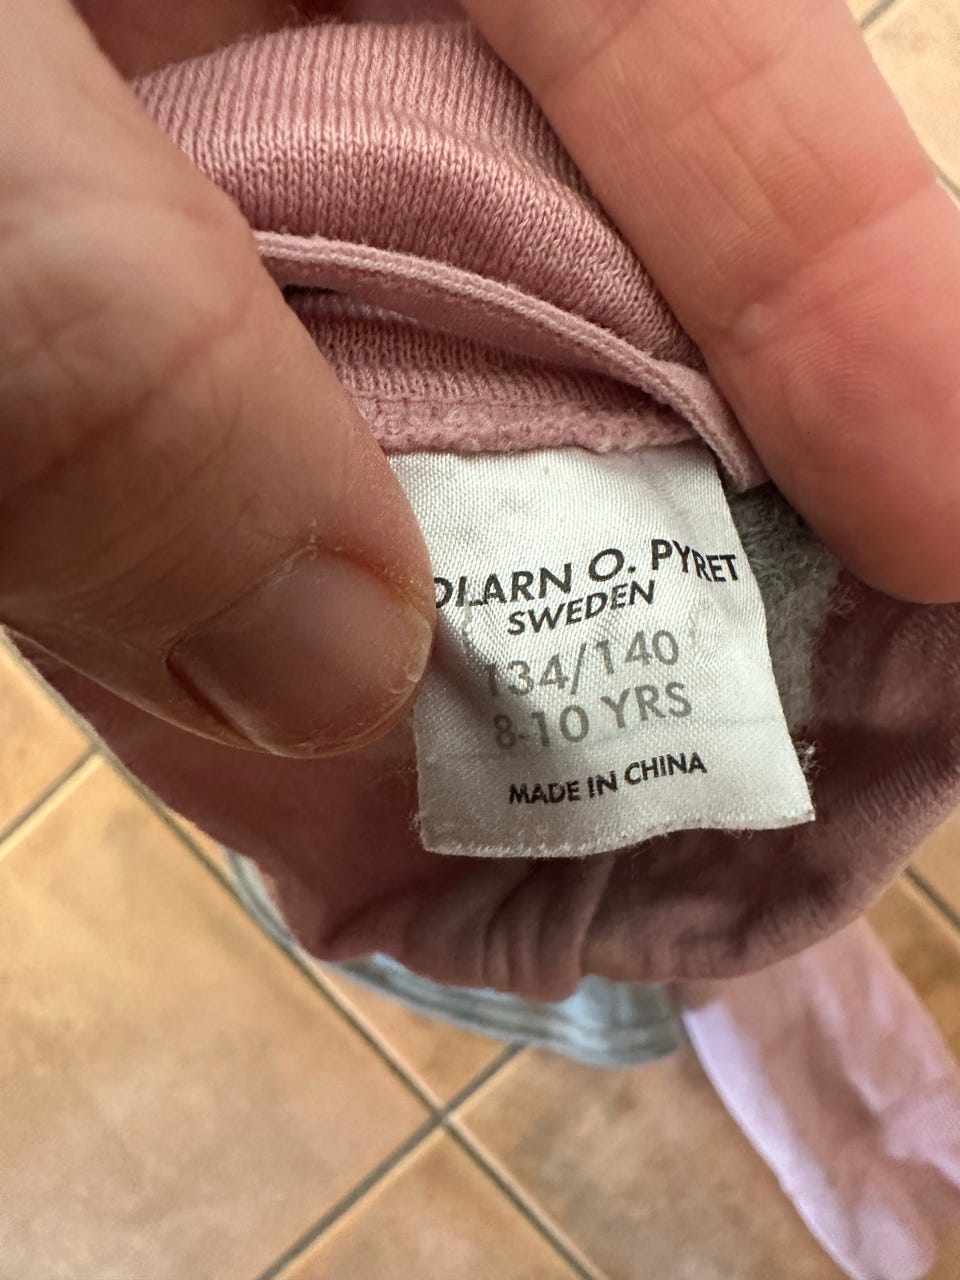 OLARN O. PYRET
SWEDEN
134/140
8-10 YRS
MADE IN CHINA